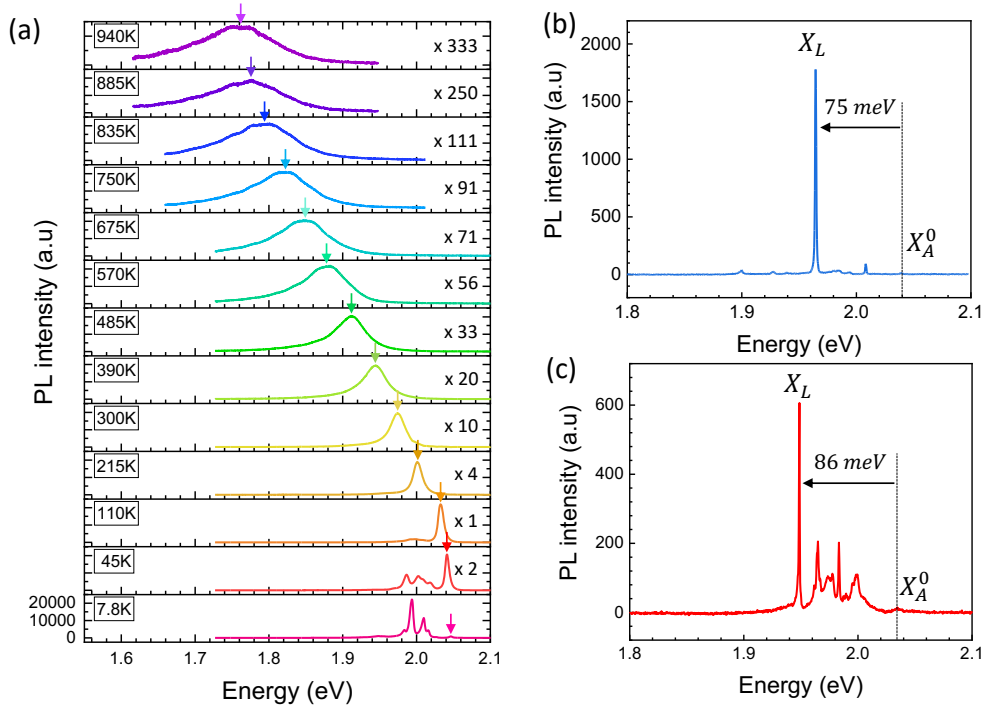 (a)
PL intensity (a.u)
940K
x 333
885K
x 250
835K
x 111
750K
x 91
675K
x 71
570K
x 56
485K
x 33
390K
x 20
300K
x 10
215K
x 4
110K
x 1
45K
x 2
20000
0
7.8K
1.6 1.7 1.8 1.9 2.0 2.1
Energy (eV)
(b)
PL intensity (a.u)
2000
1500
1000
500
0
X_L
75 meV
X_A^0
1.8 1.9 2.0 2.1
Energy (eV)
(c)
PL intensity (a.u)
600
400
200
0
X_L
86 meV
X_A^0
1.8 1.9 2.0 2.1
Energy (eV)